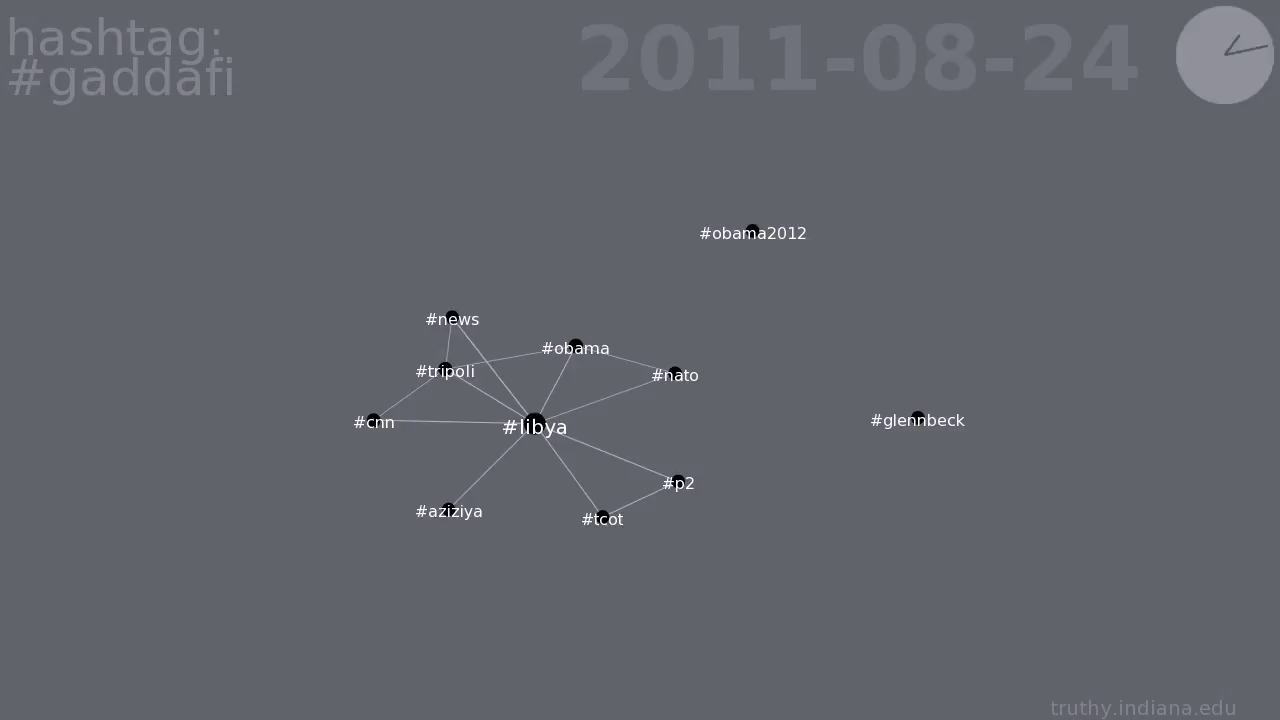 hashtag:
#gaddafi
2011-08-24
#obama2012
#news
#obama
#tripoli
#nato
#cnn
#libya
#glennbeck
#p2
#aziziya
#tcot
truthy.indiana.edu